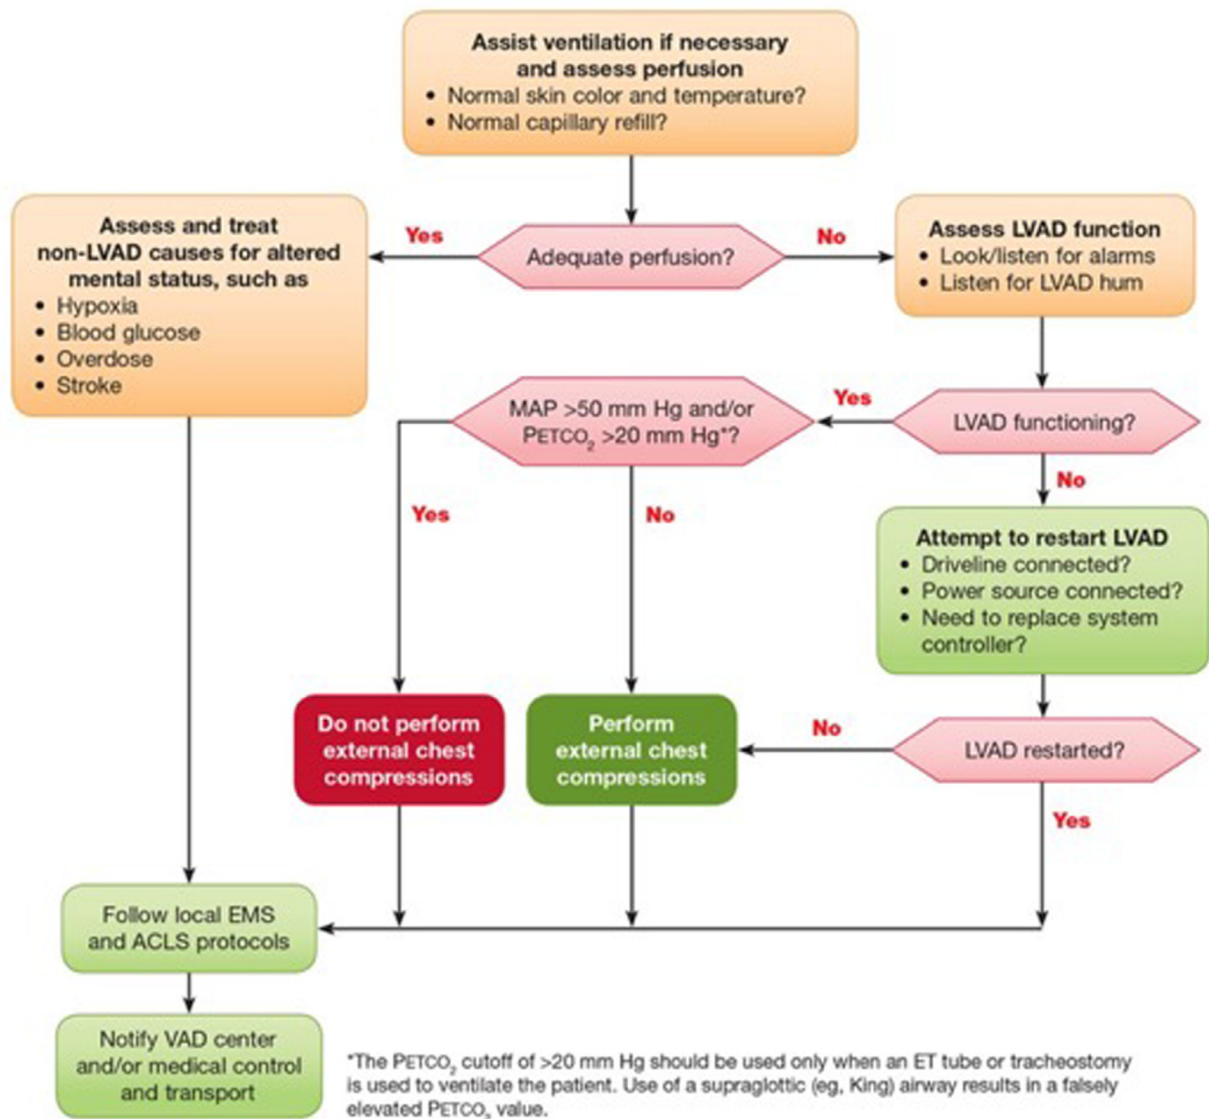 Assist ventilation if necessary
and assess perfusion
• Normal skin color and temperature?
• Normal capillary refill?
Adequate perfusion?
Yes
No
Assess and treat
non-LVAD causes for altered
mental status, such as
• Hypoxia
• Blood glucose
• Overdose
• Stroke
Assess LVAD function
• Look/listen for alarms
• Listen for LVAD hum
LVAD functioning?
Yes
No
MAP >50 mm Hg and/or
PETCO₂ >20 mm Hg*?
Yes
No
Attempt to restart LVAD
• Driveline connected?
• Power source connected?
• Need to replace system
controller?
LVAD restarted?
No
Yes
Do not perform
external chest
compressions
Perform
external chest
compressions
Follow local EMS
and ACLS protocols
Notify VAD center
and/or medical control
and transport
*The PETCO₂ cutoff of >20 mm Hg should be used only when an ET tube or tracheostomy
is used to ventilate the patient. Use of a supraglottic (eg, King) airway results in a falsely
elevated PETCO₂ value.